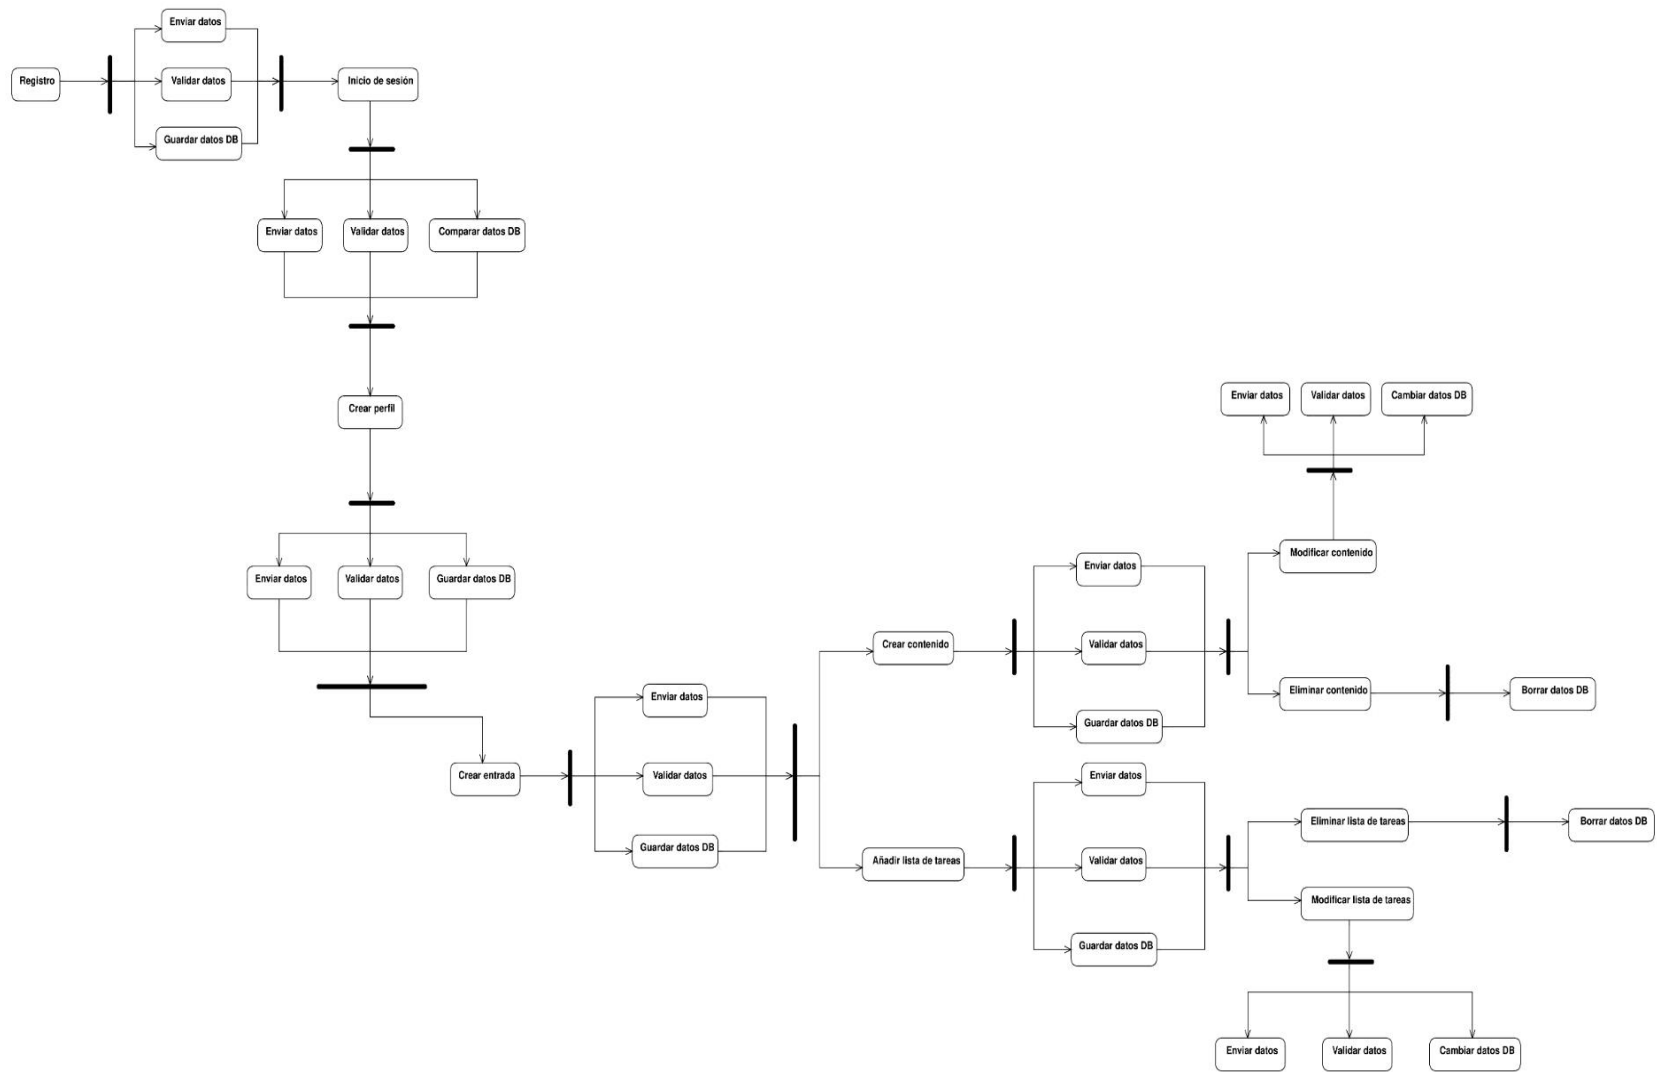 Enviar datos
Registro
Validar datos
Inicio de sesión
Guardar datos DB
Enviar datos
Validar datos
Comparar datos DB
Crear perfil
Enviar datos
Validar datos
Cambiar datos DB
Modificar contenido
Enviar datos
Validar datos
Guardar datos DB
Enviar datos
Crear contenido
Validar datos
Enviar datos
Eliminar contenido
Borrar datos DB
Guardar datos DB
Crear entrada
Validar datos
Enviar datos
Guardar datos DB
Eliminar lista de tareas
Borrar datos DB
Añadir lista de tareas
Validar datos
Modificar lista de tareas
Guardar datos DB
Enviar datos
Validar datos
Cambiar datos DB